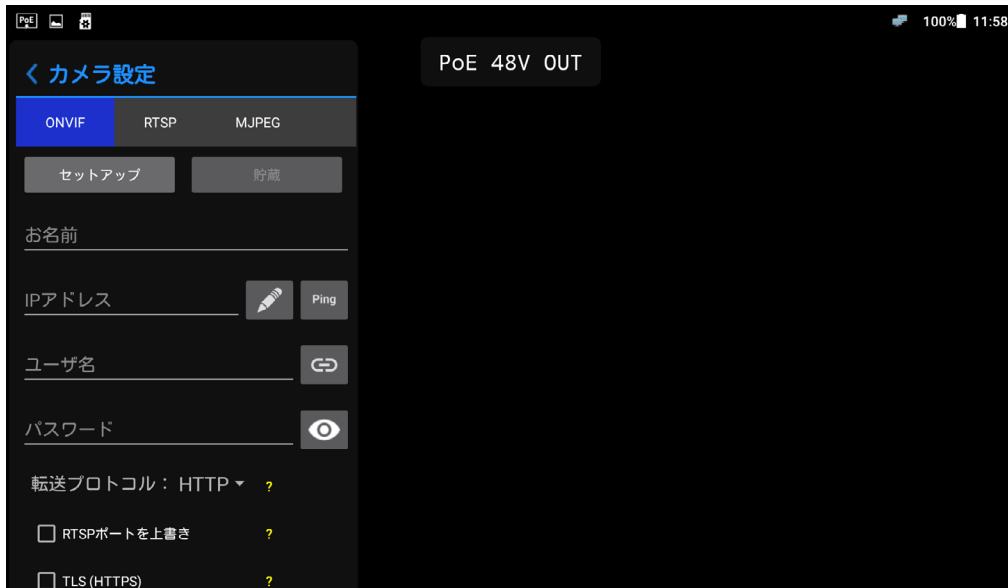 PoE
100% 11:58
カメラ設定
PoE 48V OUT
ONVIF RTSP MJPEG
セットアップ 貯蔵
お名前
IPアドレス Ping
ユーザ名
パスワード
転送プロトコル： HTTP ?
RTSPポートを上書き ?
TLS (HTTPS) ?